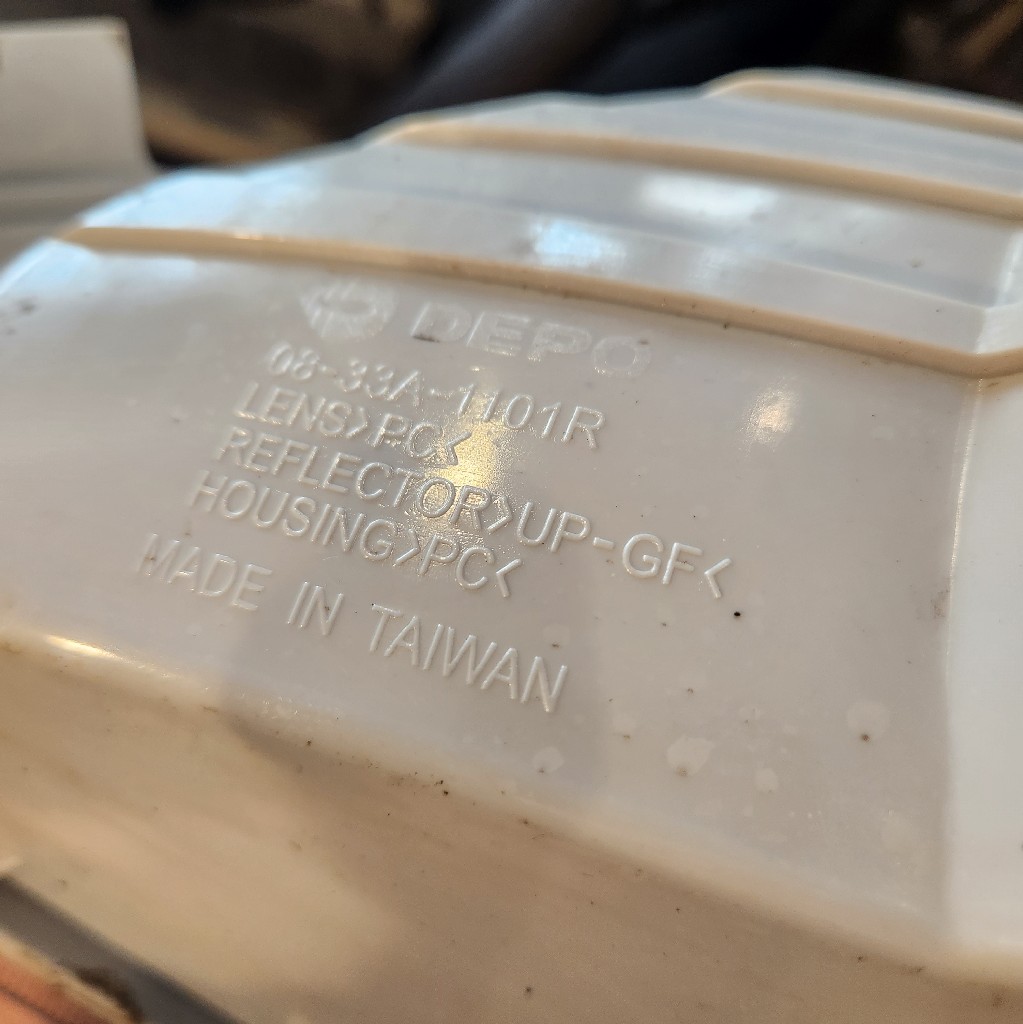 DEPO
08-33A-1101R
LENS>PC<
REFLECTOR>UP-GF<
HOUSING>PC<
MADE IN TAIWAN